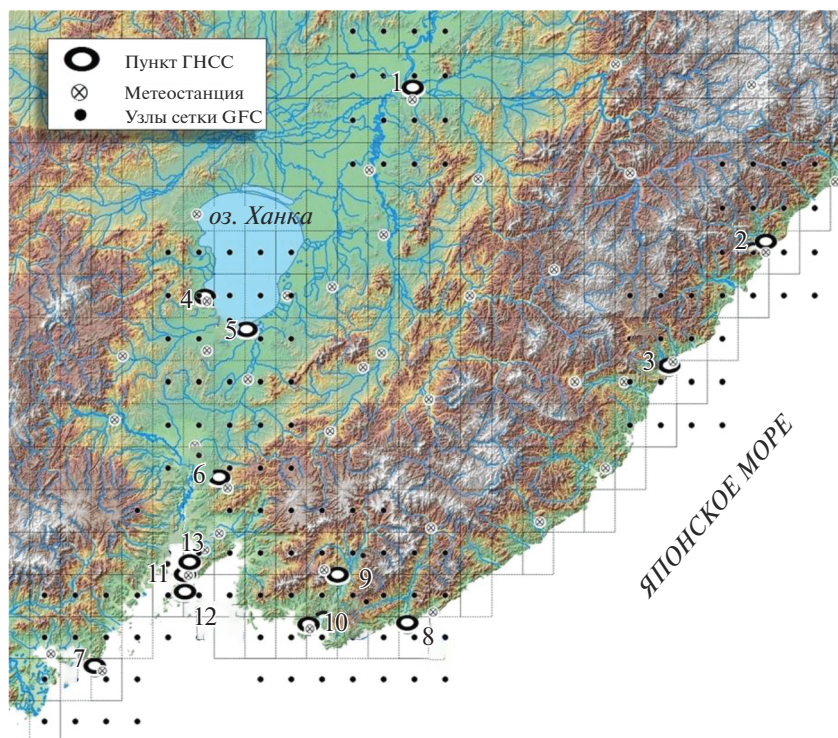 Пункт ГНСС
Метеостанция
Узлы сетки GFC
1
оз. Ханка
2
4
5
3
ЯПОНСКОЕ МОРЕ
6
13
11
9
12
10
8
7